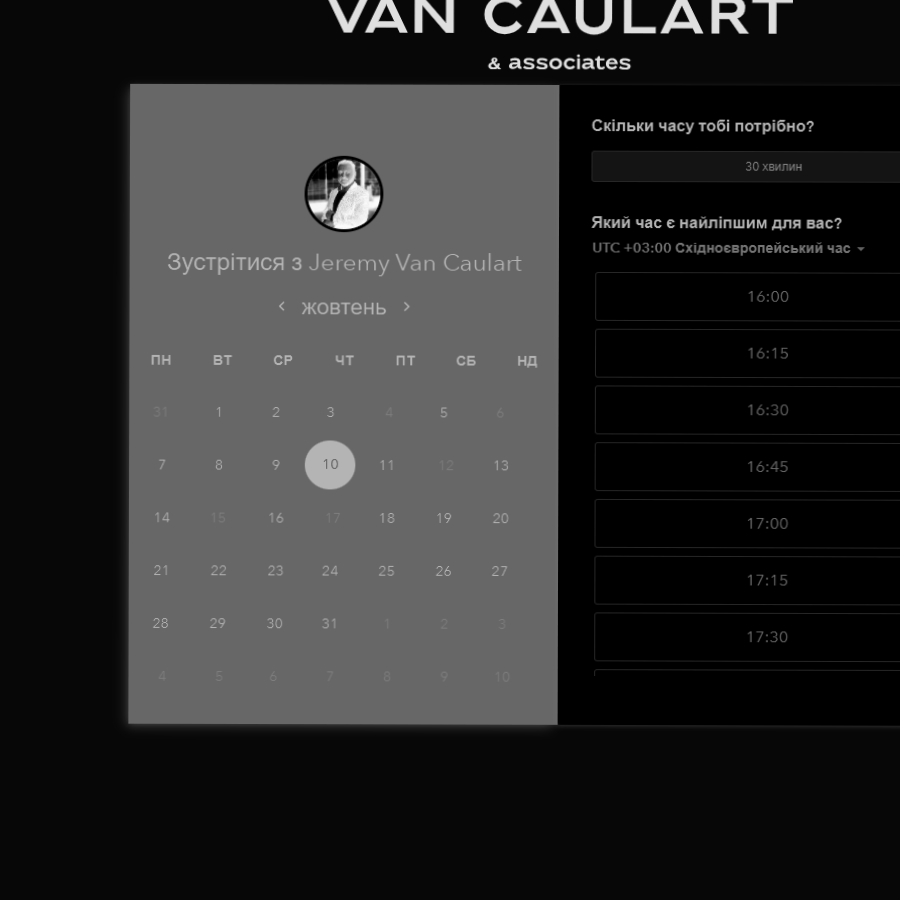 VAN CAULART
& associates
Зустрітися з Jeremy Van Caulart
жовтень
ПН ВТ СР ЧТ ПТ СБ НД
31 1 2 3 4 5 6
7 8 9 10 11 12 13
14 15 16 17 18 19 20
21 22 23 24 25 26 27
28 29 30 31 1 2 3
4 5 6 7 8 9 10
Скільки часу тобі потрібно?
30 хвилин
Який час є найліпшим для вас?
UTC +03:00 Східноєвропейський час
16:00
16:15
16:30
16:45
17:00
17:15
17:30